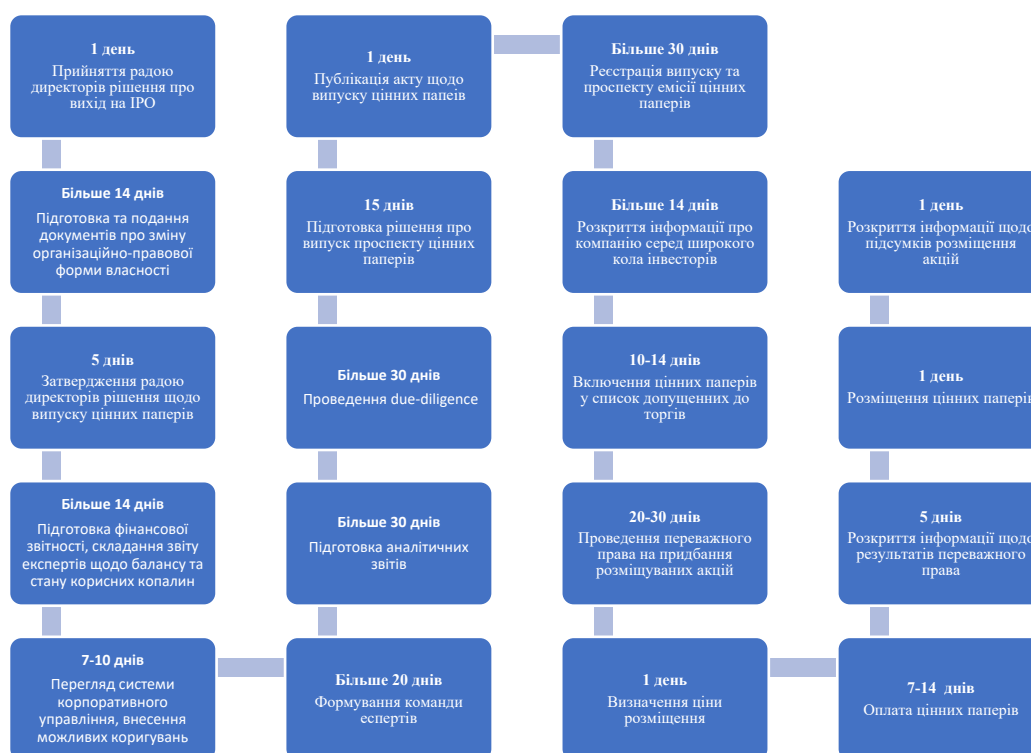 1 день
Прийняття радою
директорів рішення про
вихід на IPO
Більше 14 днів
Підготовка та подання
документів про зміну
організаційно-правової
форми власності
5 днів
Затвердження радою
директорів рішення щодо
випуску цінних паперів
Більше 14 днів
Підготовка фінансової
звітності, складання звіту
експертів щодо балансу та
стану корисних копалин
7-10 днів
Перегляд системи
корпоративного
управління, внесення
можливих коригувань
Більше 20 днів
Формування команди
еспертів
Більше 30 днів
Підготовка аналітичних
звітів
Більше 30 днів
Проведення due-diligence
15 днів
Підготовка рішення про
випуск проспекту цінних
паперів
1 день
Публікація акту щодо
випуску цінних папеів
Більше 30 днів
Реєстрація випуску та
проспекту емісії цінних
паперів
Більше 14 днів
Розкриття інформації про
компанію серед широкого
кола інвесторів
10-14 днів
Включення цінних паперів
у список допущенних до
торгів
20-30 днів
Проведення переважного
права на придбання
розміщуваних акцій
1 день
Визначення ціни
розміщення
7-14 днів
Оплата цінних паперів
5 днів
Розкриття інформації щодо
результатів переважного
права
1 день
Розміщення цінних паперів
1 день
Розкриття інформації щодо
підсумків розміщення
акцій